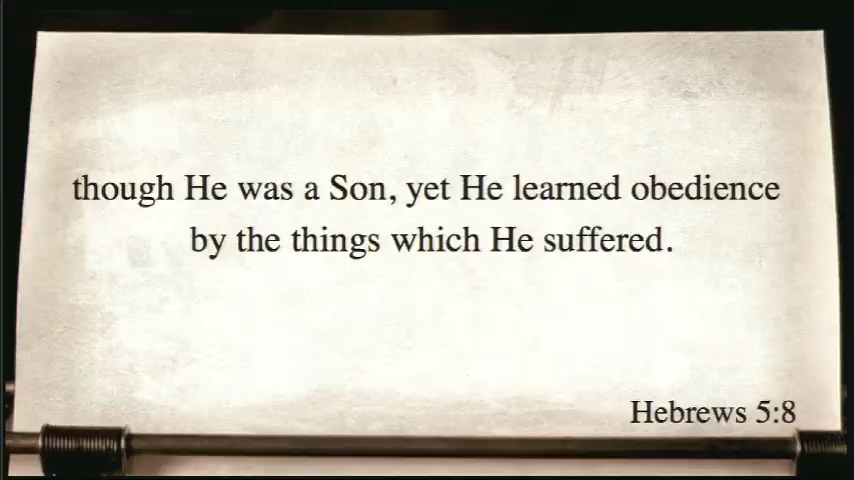 though He was a Son, yet He learned obedience
by the things which He suffered.
Hebrews 5:8